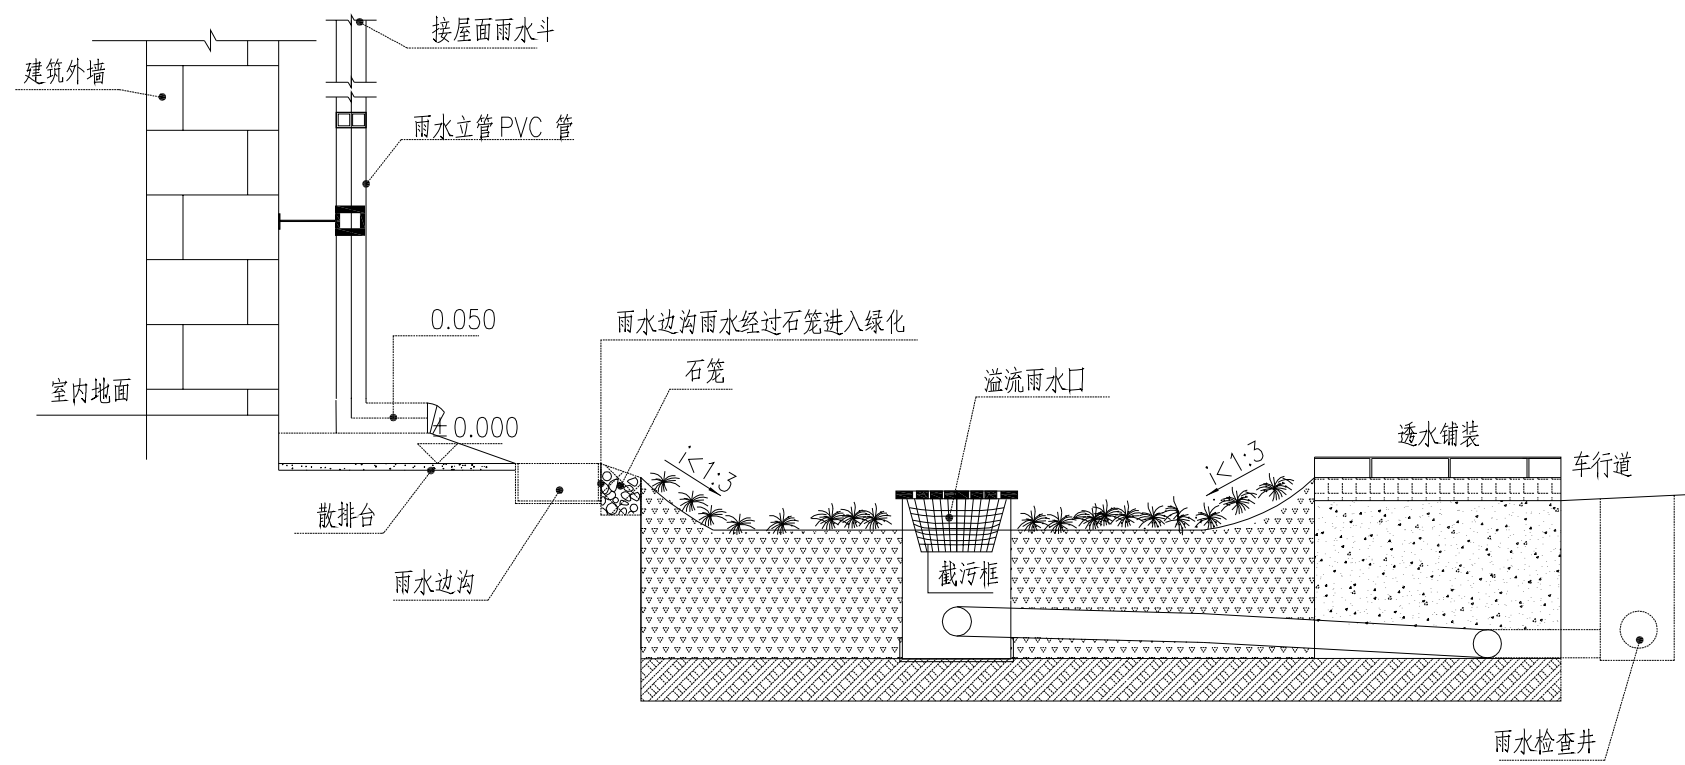 接屋面雨水斗
建筑外墙
雨水立管PVC 管
0.050
雨水边沟雨水经过石笼进入绿化
石笼
溢流雨水口
室内地面
±0.000
i<1:3
i<1:3
透水铺装
车行道
散排台
雨水边沟
截污框
雨水检查井